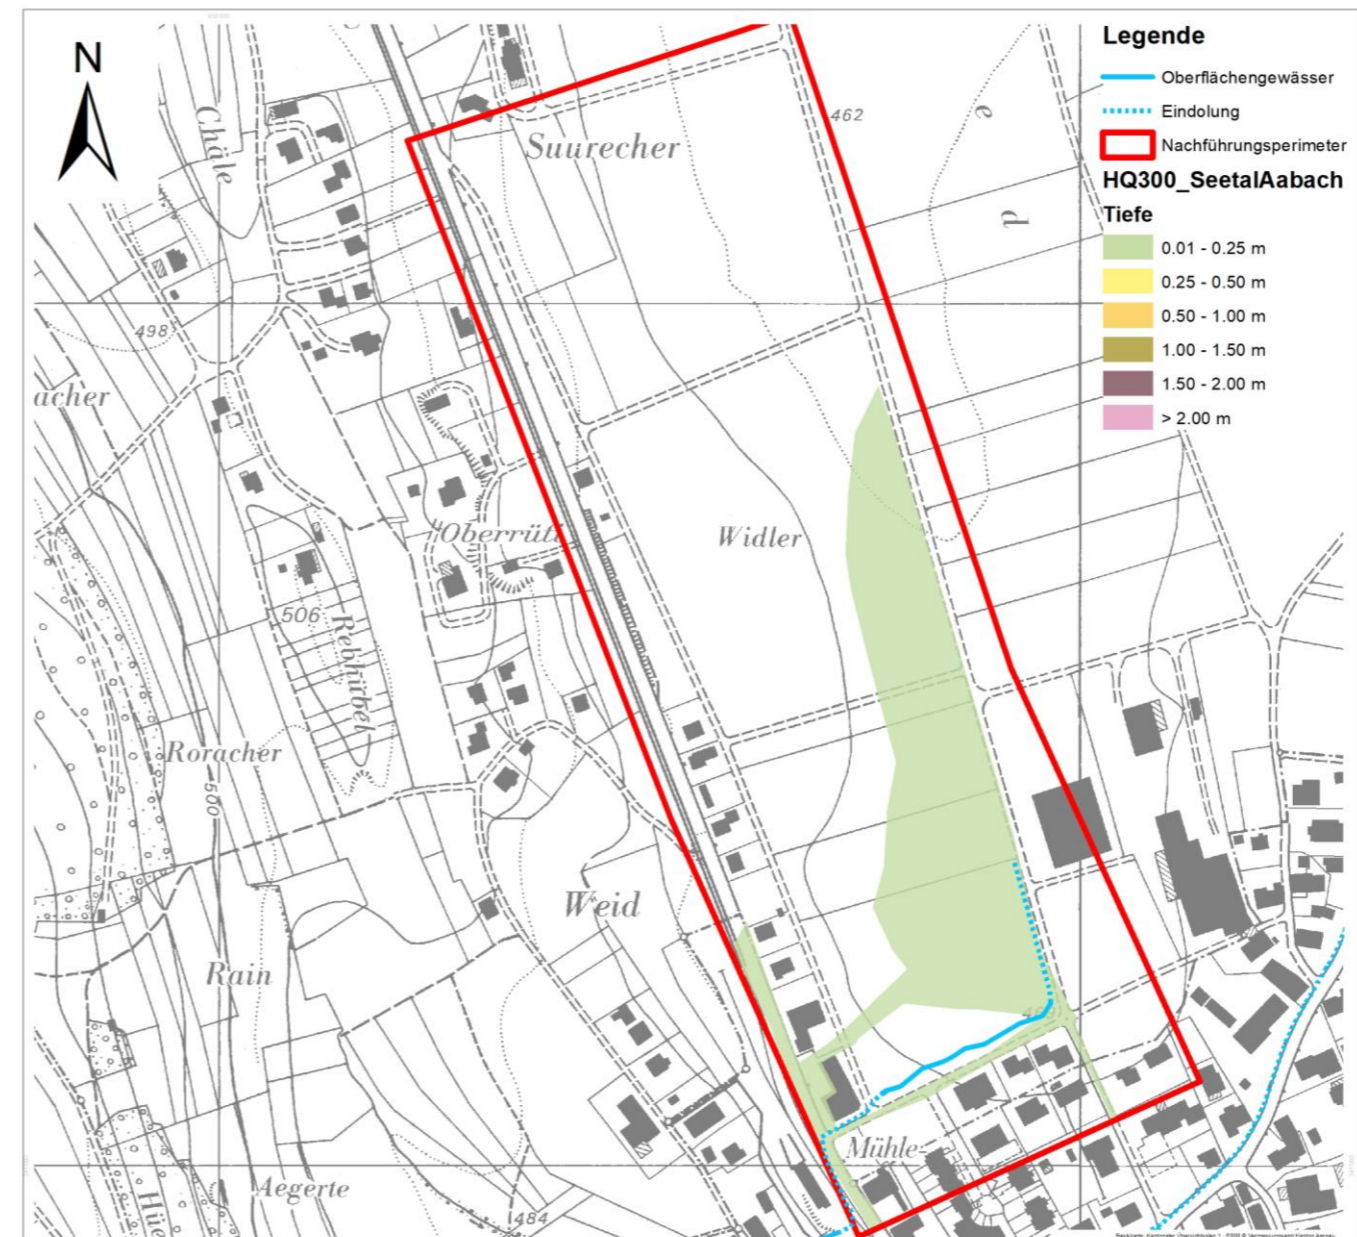 N
Legende
Oberflächengewässer
Eindolung
Nachführungsperimeter
HQ300_SeetalAabach
Tiefe
0.01 - 0.25 m
0.25 - 0.50 m
0.50 - 1.00 m
1.00 - 1.50 m
1.50 - 2.00 m
> 2.00 m
Chäle
Suurecher
462
e
d
498
acher
Oberrüti
Widler
506
Rebhübel
Roracher
500
Weid
Rain
469
Mühle-
Aegerte
484
Hüe